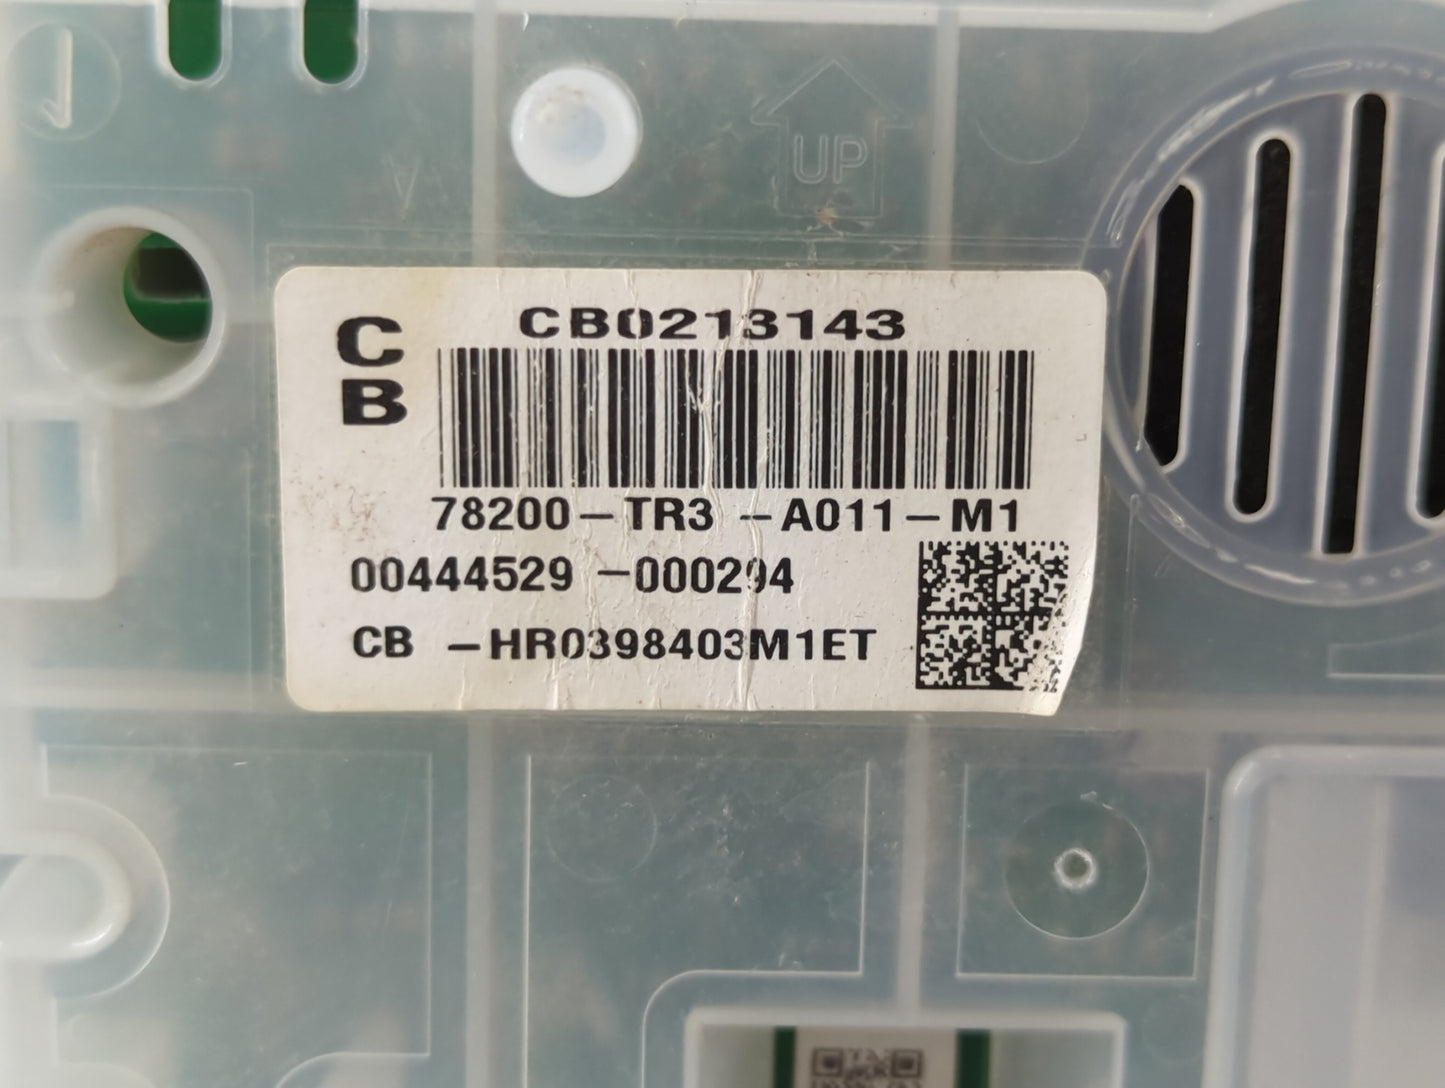 UP
CB0213143
C
B
78200-TR3 -A011-M1
00444529 -000294
CB -HR0398403M1ET